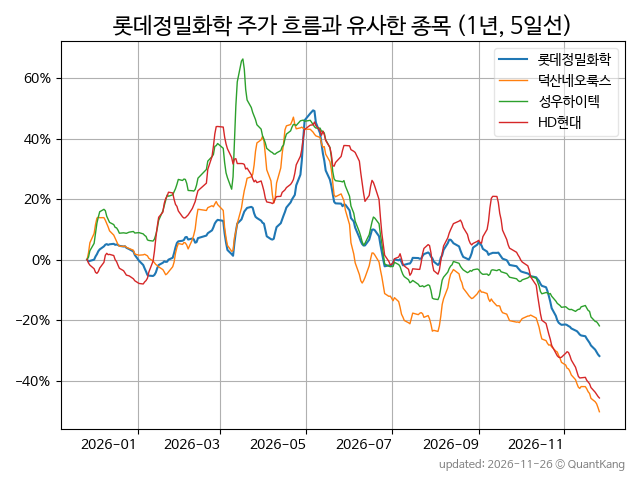 롯데정밀화학 주가 흐름과 유사한 종목 (1년, 5일선)
롯데정밀화학
덕산네오룩스
성우하이텍
HD현대
60%
40%
20%
0%
−20%
−40%
2026-01 2026-03 2026-05 2026-07 2026-09 2026-11
updated: 2026-11-26 © QuantKang